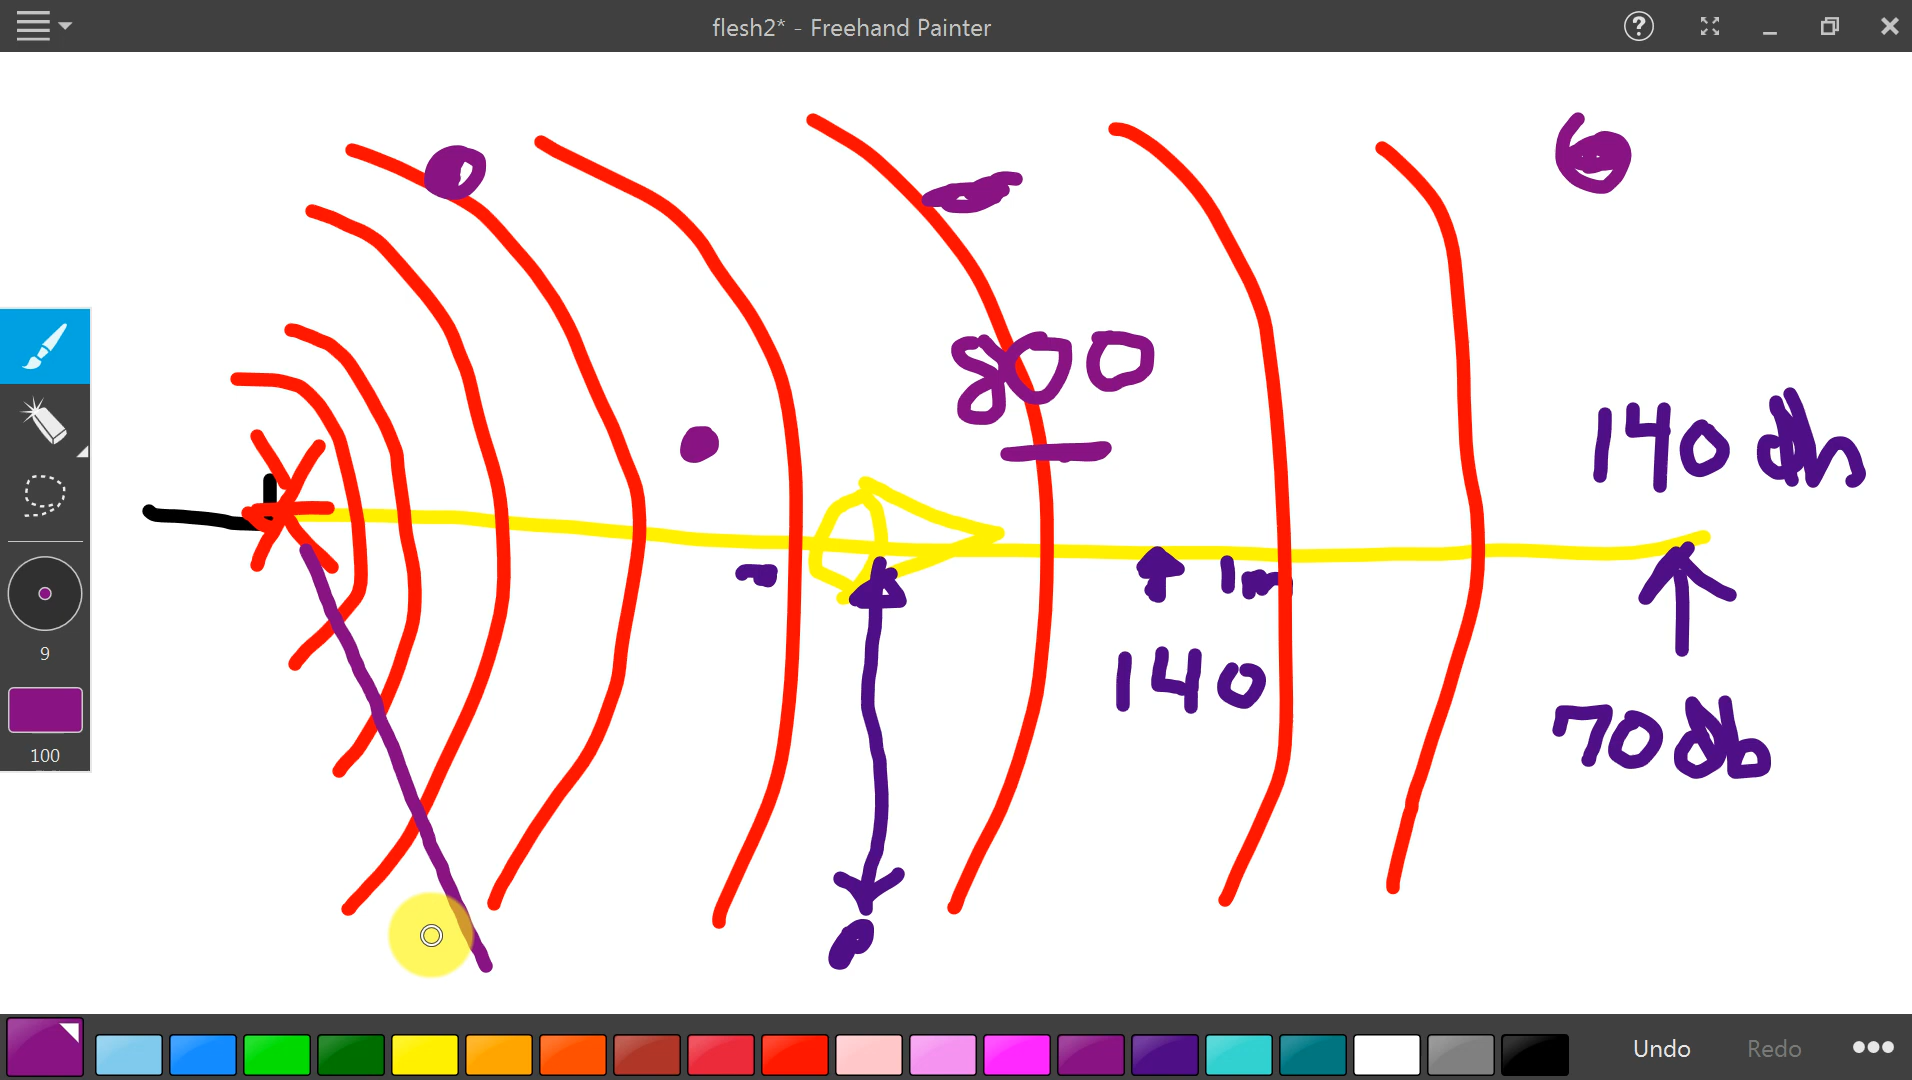 flesh2* - Freehand Painter
800
140 db
1m
140
70 db
9
100
Undo
Redo